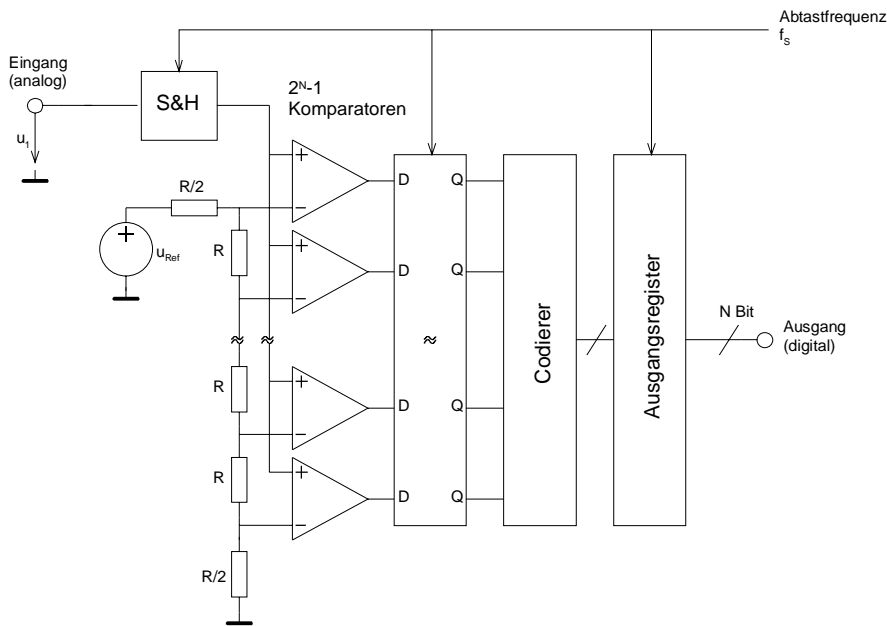 Abtastfrequenz
f_S
Eingang
(analog)
S&H
2^N-1
Komparatoren
u_1
R/2
+
−
D
Q
+
u_Ref
R
+
−
D
Q
≈
≈
≈
Codierer
Ausgangsregister
N Bit
Ausgang
(digital)
R
+
−
D
Q
R
+
−
D
Q
R/2